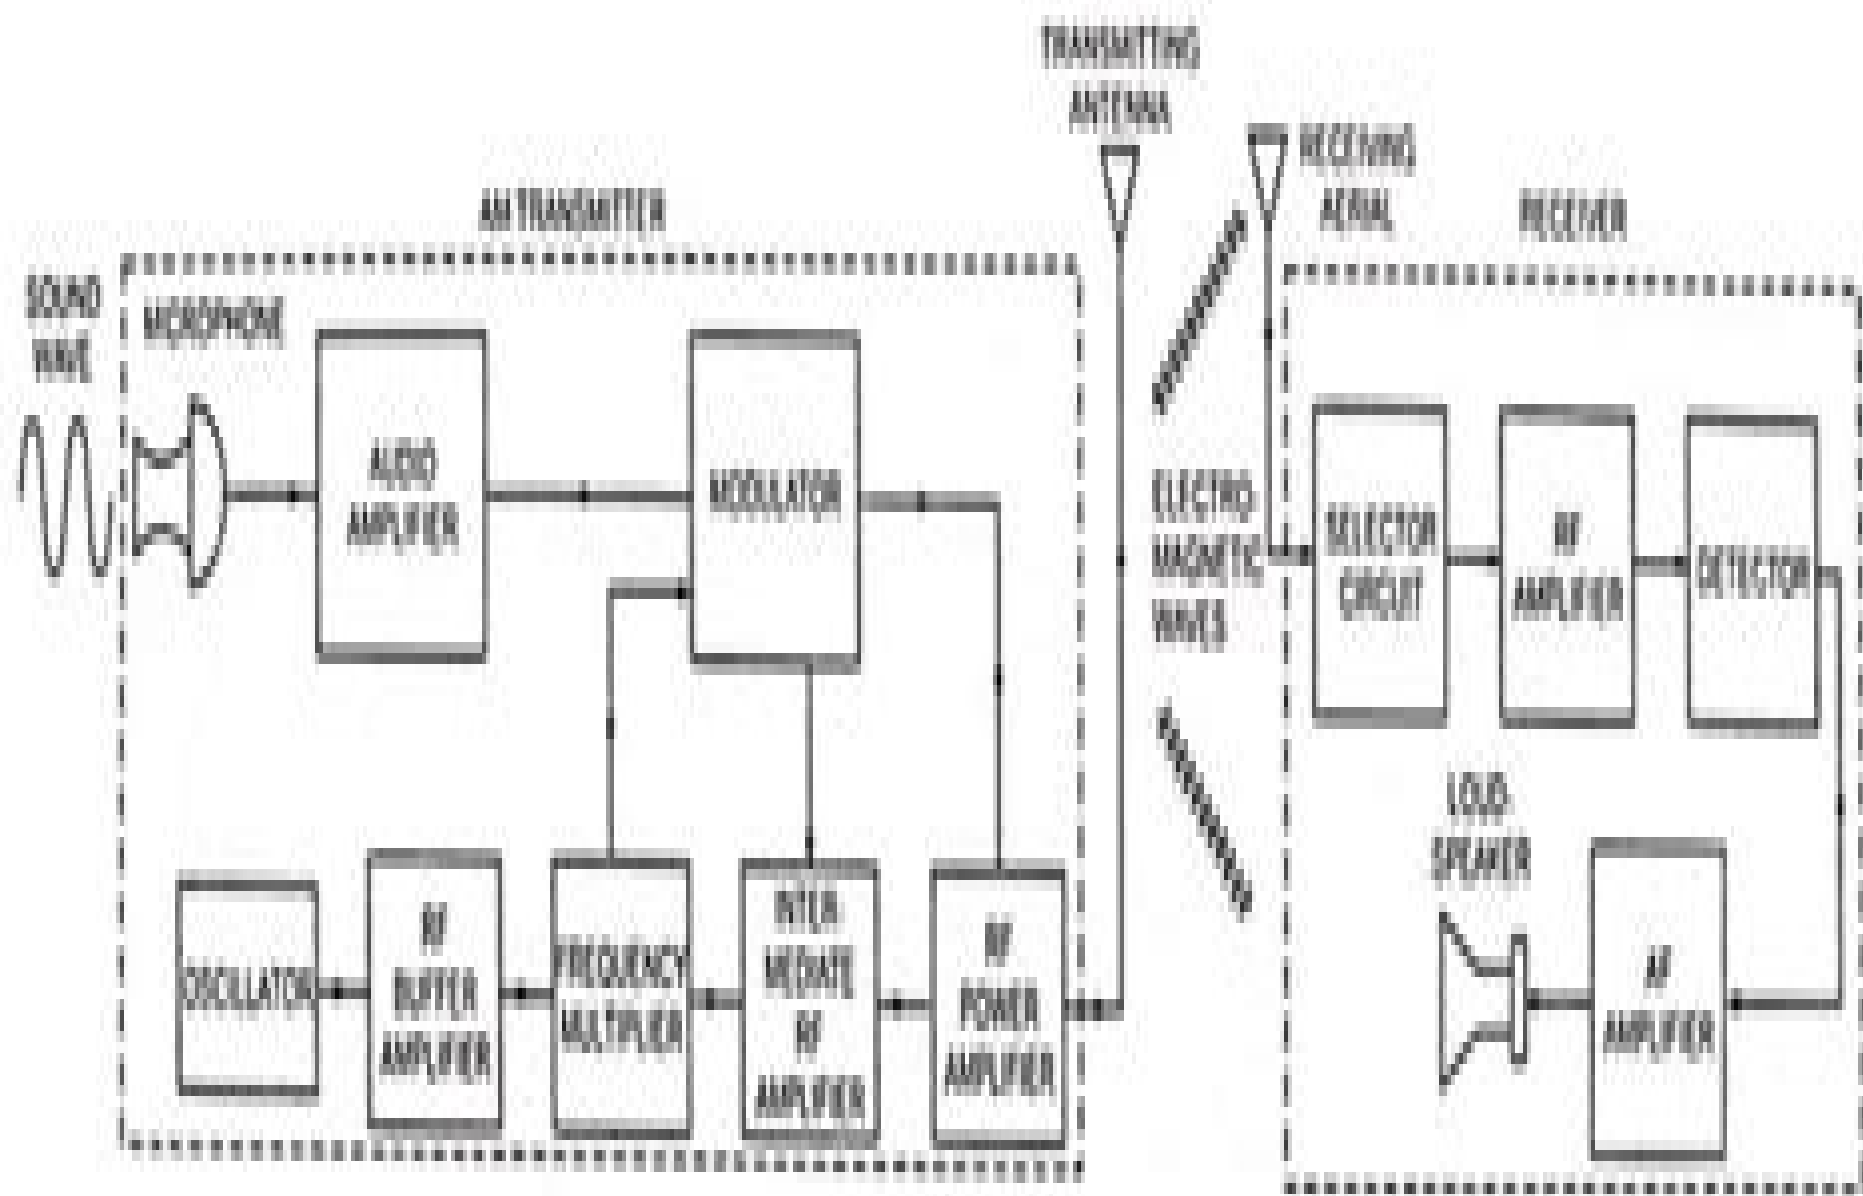 TRANSMITTING
ANTENNA
RECEIVING
AERIAL
RECEIVER
AM TRANSMITTER
SOUND
WAVE
MICROPHONE
AUDIO
AMPLIFIER
MODULATOR
ELECTRO
MAGNETIC
WAVES
SELECTOR
CIRCUIT
RF
AMPLIFIER
DETECTOR
LOUD-
SPEAKER
OSCILLATOR
RF
BUFFER
AMPLIFIER
FREQUENCY
MULTIPLIER
INTER-
MEDIATE
RF
AMPLIFIER
RF
POWER
AMPLIFIER
AF
AMPLIFIER